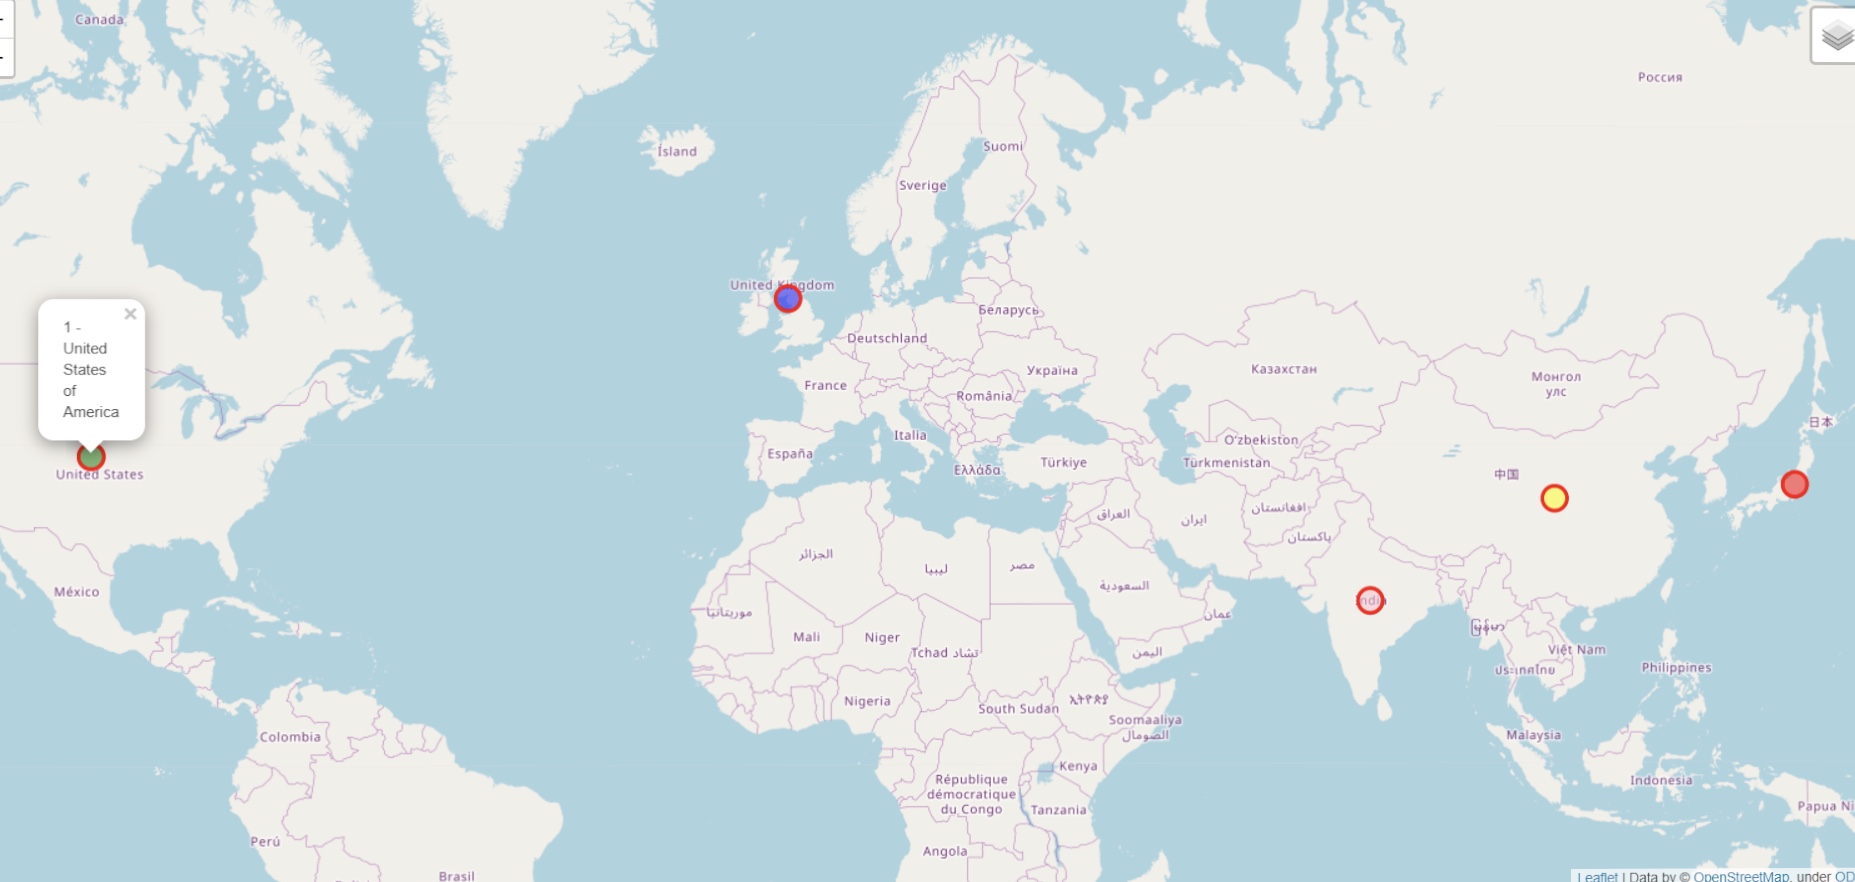 Canada
Россия
Ísland
Suomi
Sverige
United Kingdom
Беларусь
1 -
United
States
of
America
Deutschland
Казахстан
Монгол
улс
Україна
France
România
日本
Italia
O'zbekiston
España
Ελλάδα
Türkiye
Türkmenistan
中国
United States
افغانستان
العراق
ایران
پاکستان
الجزائر
ليبيا
مصر
السعودية
México
India
موريتانيا
عمان
Mali
Niger
Tchad تشاد
اليمن
မြန်မာ
Việt Nam
ประเทศไทย
Philippines
Nigeria
South Sudan
ኢትዮጵያ
Soomaaliya
الصومال
Colombia
Malaysia
Kenya
République
démocratique
du Congo
Indonesia
Tanzania
Papua Ni
Perú
Angola
Brasil
Leaflet | Data by © OpenStreetMap, under OD